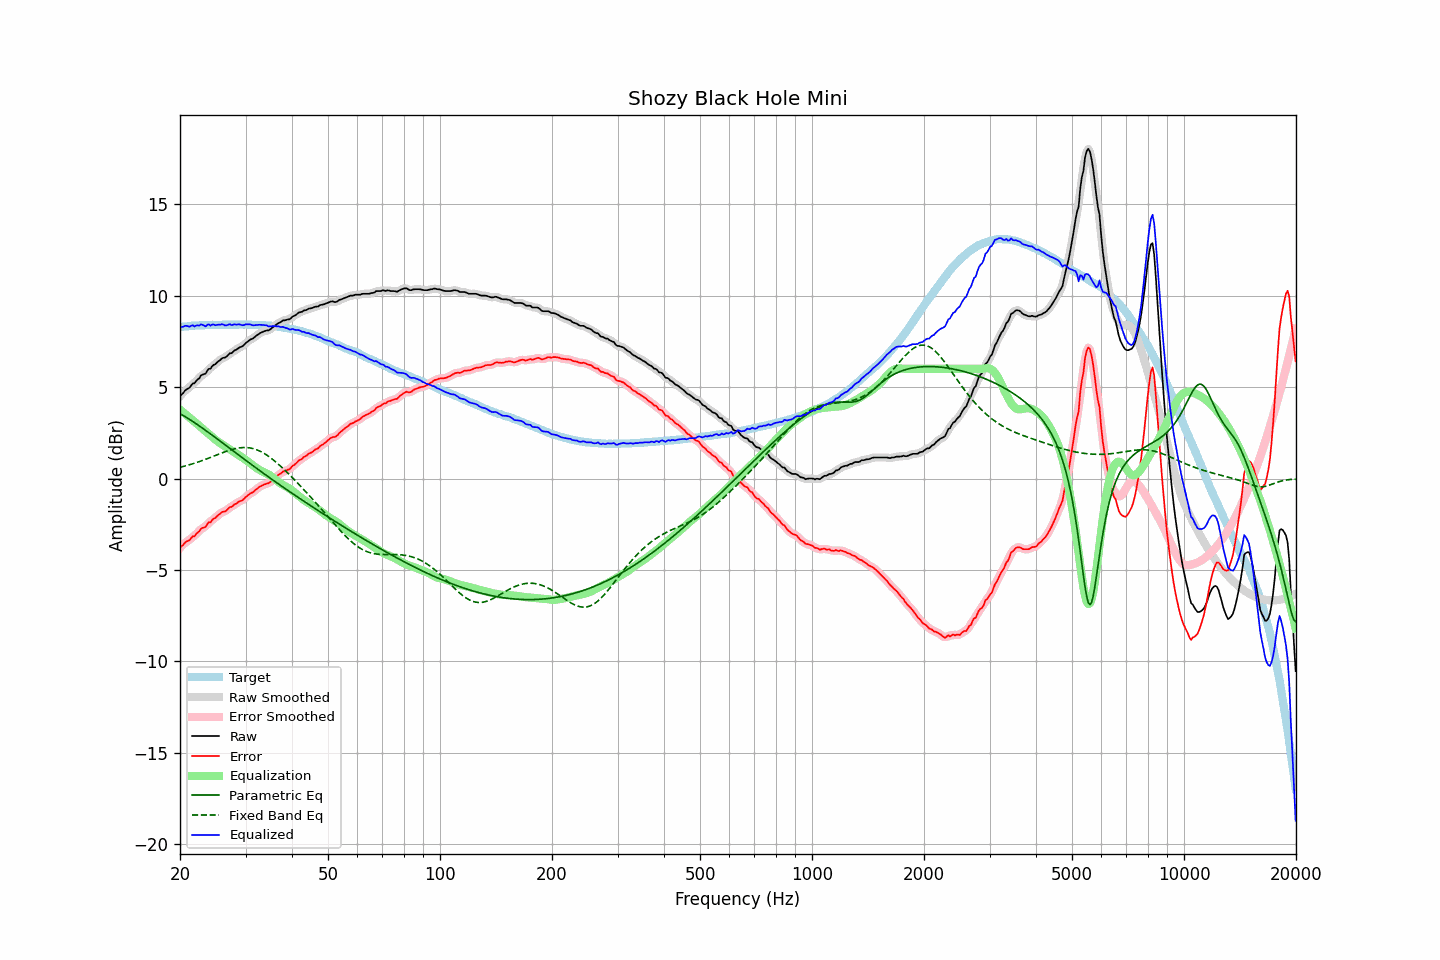 Shozy Black Hole Mini
Amplitude (dBr)
15
10
5
0
−5
−10
−15
−20
Target
Raw Smoothed
Error Smoothed
Raw
Error
Equalization
Parametric Eq
Fixed Band Eq
Equalized
20 50 100 200 500 1000 2000 5000 10000 20000
Frequency (Hz)